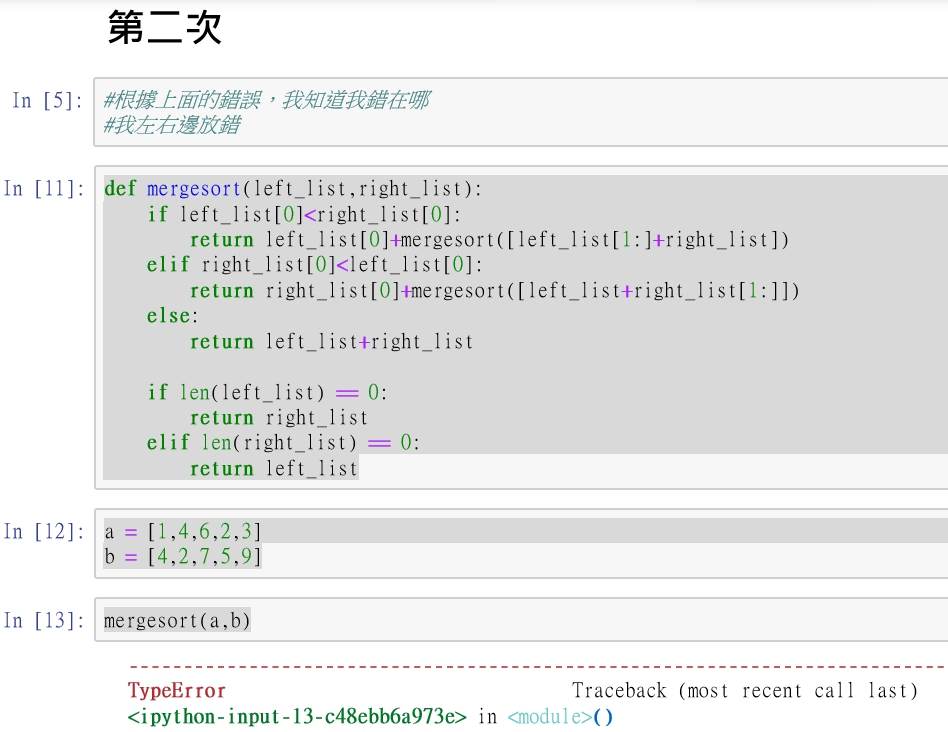 第二次
In [5]: #根據上面的錯誤，我知道我錯在哪
#我左右邊放錯
In [11]: def mergesort(left_list,right_list):
    if left_list[0]<right_list[0]:
        return left_list[0]+mergesort([left_list[1:]+right_list])
    elif right_list[0]<left_list[0]:
        return right_list[0]+mergesort([left_list+right_list[1:]])
    else:
        return left_list+right_list

    if len(left_list) == 0:
        return right_list
    elif len(right_list) == 0:
        return left_list
In [12]: a = [1,4,6,2,3]
b = [4,2,7,5,9]
In [13]: mergesort(a,b)
---------------------------------------------------------------------------
TypeError                                 Traceback (most recent call last)
<ipython-input-13-c48ebb6a973e> in <module>()